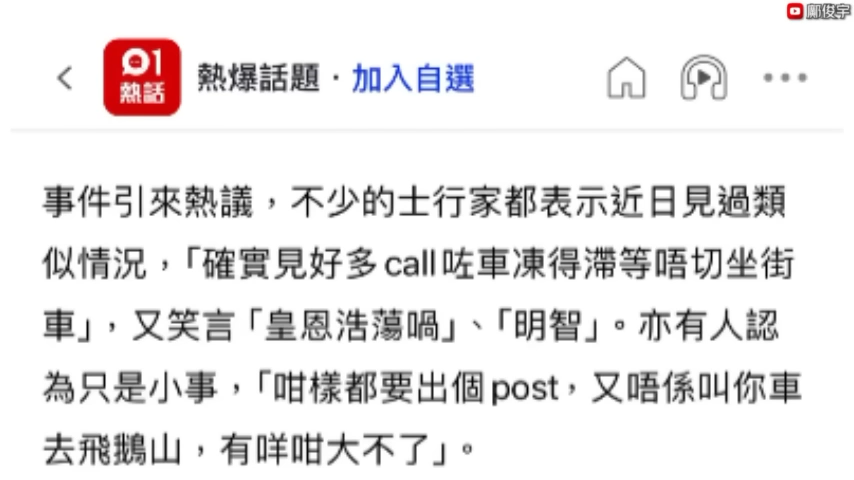 鄺俊宇
01
熱話
熱爆話題·加入自選
事件引來熱議，不少的士行家都表示近日見過類
似情況，「確實見好多call咗車凍得滯等唔切坐街
車」，又笑言「皇恩浩蕩喎」、「明智」。亦有人認
為只是小事，「咁樣都要出個post，又唔係叫你車
去飛鵝山，有咩咁大不了」。